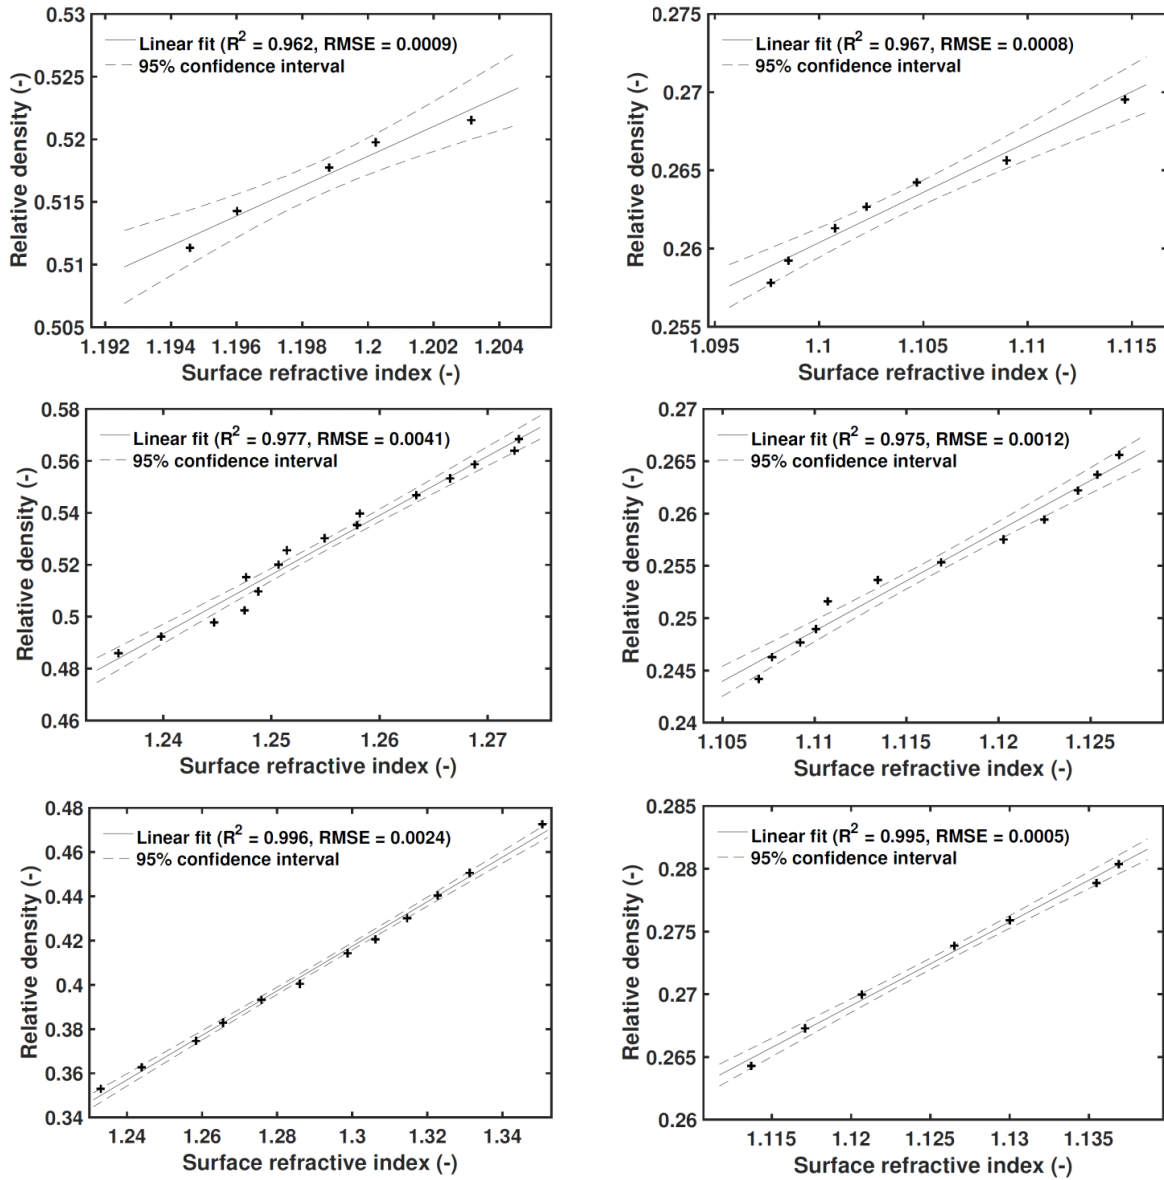 0.53
0.525
0.52
0.515
0.51
0.505
Relative density (-)
Linear fit (R² = 0.962, RMSE = 0.0009)
95% confidence interval
1.192 1.194 1.196 1.198 1.2 1.202 1.204
Surface refractive index (-)
0.275
0.27
0.265
0.26
0.255
Relative density (-)
Linear fit (R² = 0.967, RMSE = 0.0008)
95% confidence interval
1.095 1.1 1.105 1.11 1.115
Surface refractive index (-)
0.58
0.56
0.54
0.52
0.5
0.48
0.46
Relative density (-)
Linear fit (R² = 0.977, RMSE = 0.0041)
95% confidence interval
1.24 1.25 1.26 1.27
Surface refractive index (-)
0.27
0.265
0.26
0.255
0.25
0.245
0.24
Relative density (-)
Linear fit (R² = 0.975, RMSE = 0.0012)
95% confidence interval
1.105 1.11 1.115 1.12 1.125
Surface refractive index (-)
0.48
0.46
0.44
0.42
0.4
0.38
0.36
0.34
Relative density (-)
Linear fit (R² = 0.996, RMSE = 0.0024)
95% confidence interval
1.24 1.26 1.28 1.3 1.32 1.34
Surface refractive index (-)
0.285
0.28
0.275
0.27
0.265
0.26
Relative density (-)
Linear fit (R² = 0.995, RMSE = 0.0005)
95% confidence interval
1.115 1.12 1.125 1.13 1.135
Surface refractive index (-)